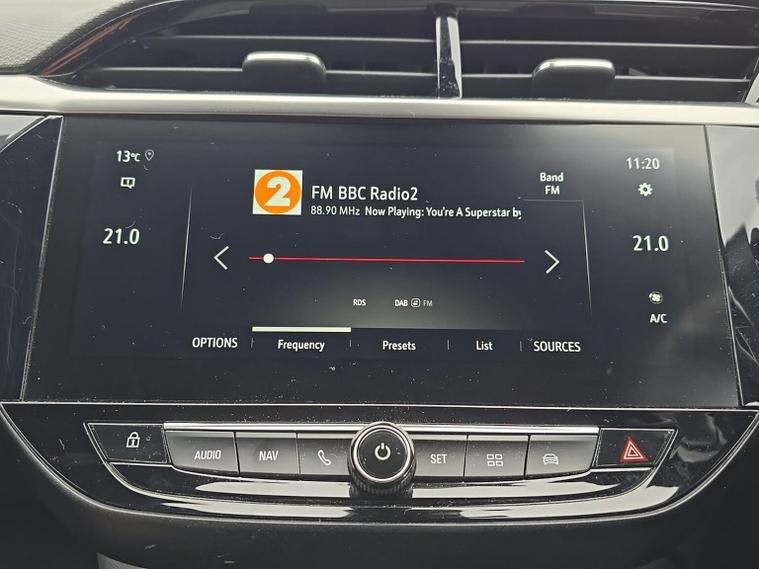 13°C
11:20
2
FM BBC Radio2
Band
FM
88.90 MHz Now Playing: You're A Superstar by
21.0
21.0
RDS
DAB FM
A/C
OPTIONS
Frequency
Presets
List
SOURCES
AUDIO
NAV
SET